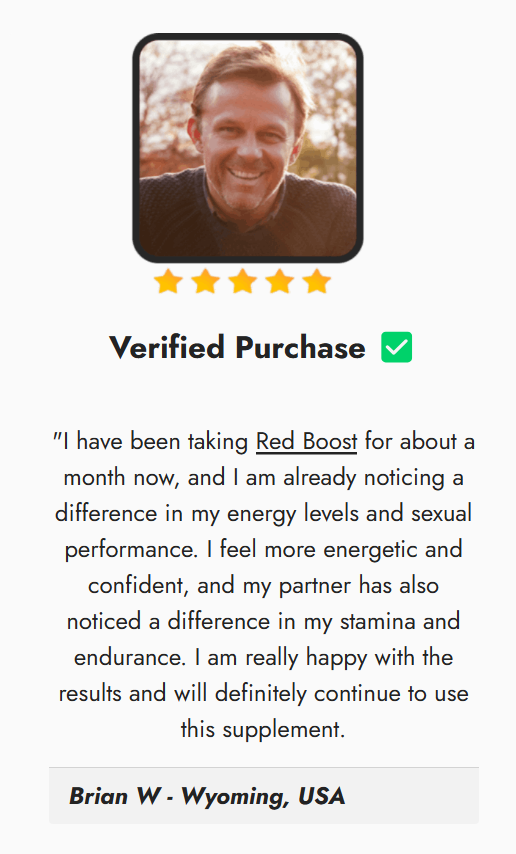 Verified Purchase
"I have been taking Red Boost for about a
month now, and I am already noticing a
difference in my energy levels and sexual
performance. I feel more energetic and
confident, and my partner has also
noticed a difference in my stamina and
endurance. I am really happy with the
results and will definitely continue to use
this supplement.
Brian W - Wyoming, USA